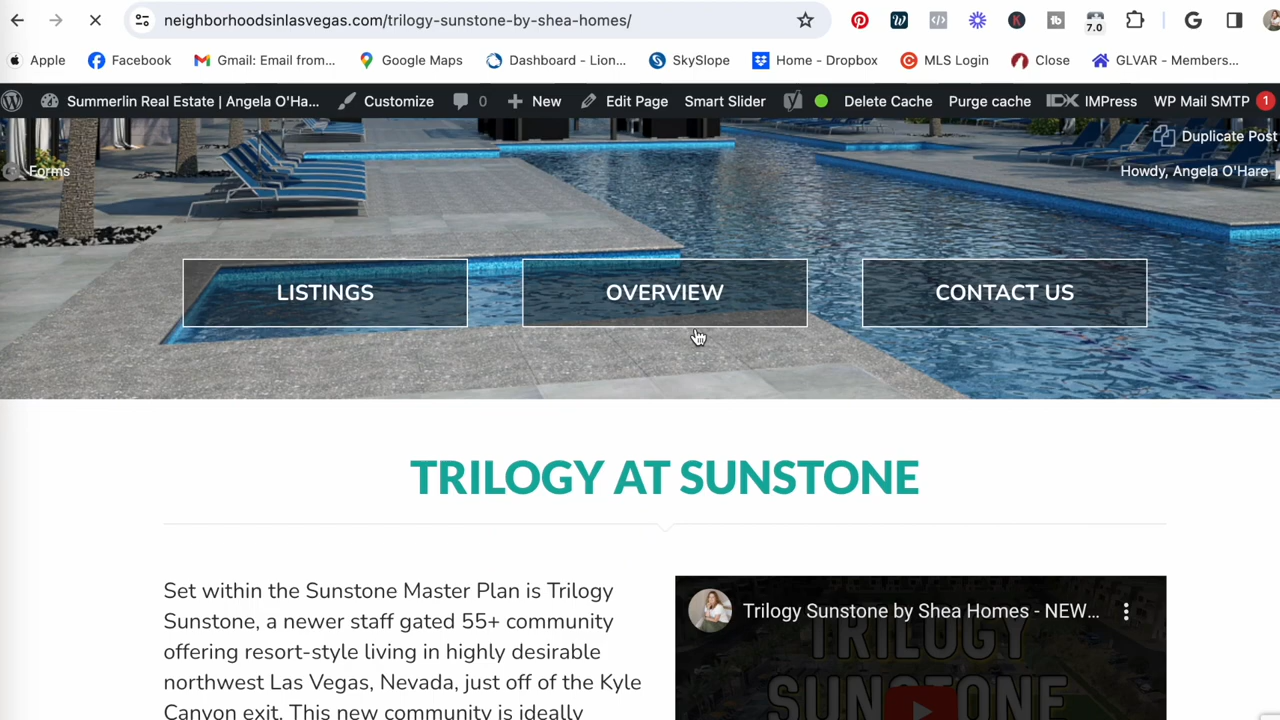 neighborhoodsinlasvegas.com/trilogy-sunstone-by-shea-homes/
7.0
Apple Facebook Gmail: Email from... Google Maps Dashboard - Lion... SkySlope Home - Dropbox MLS Login Close GLVAR - Members...
Summerlin Real Estate | Angela O'Ha... Customize 0 New Edit Page Smart Slider Delete Cache Purge cache IDX IMPress WP Mail SMTP 1
Duplicate Post
Forms Howdy, Angela O'Hare
LISTINGS OVERVIEW CONTACT US
TRILOGY AT SUNSTONE
Set within the Sunstone Master Plan is Trilogy
Sunstone, a newer staff gated 55+ community
offering resort-style living in highly desirable
northwest Las Vegas, Nevada, just off of the Kyle
Canyon exit. This new community is ideally
Trilogy Sunstone by Shea Homes - NEW...
TRILOGY
SUNSTONE